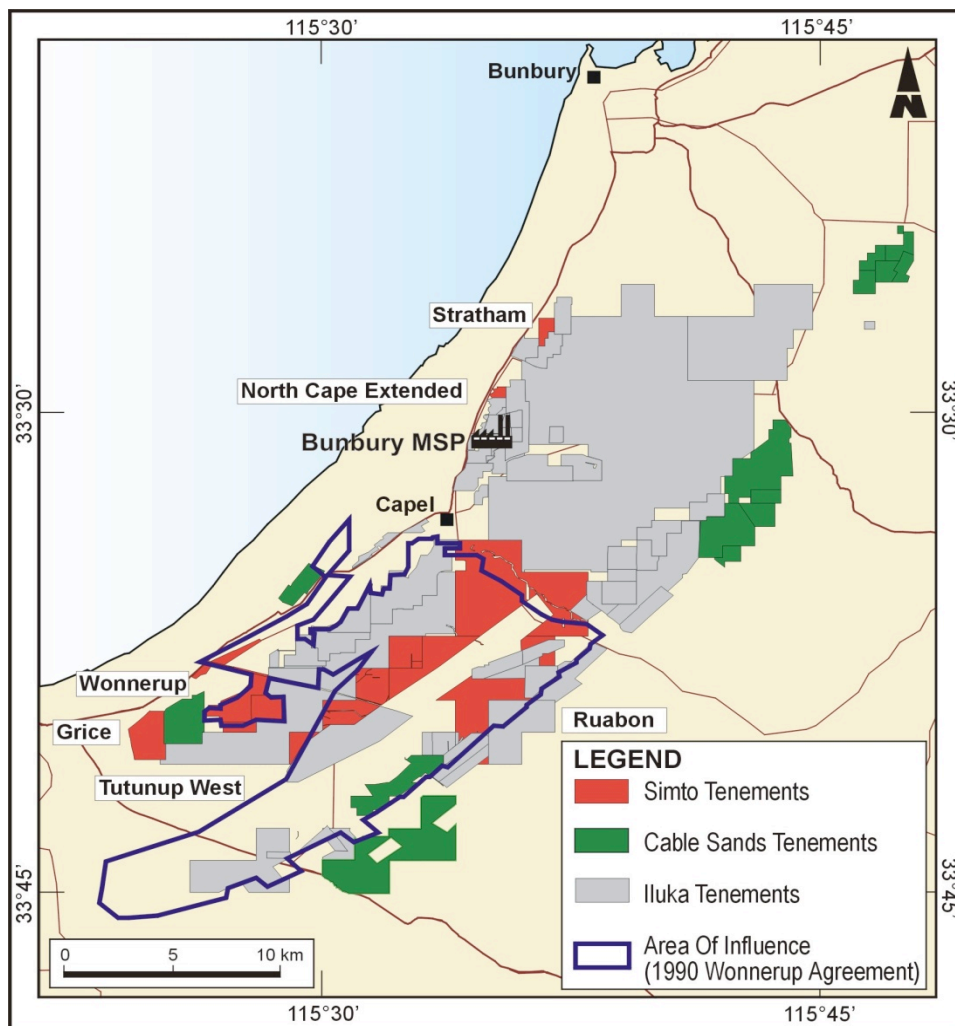 115°30'
115°45'
Bunbury
N
Stratham
North Cape Extended
33°30'
33°30'
Bunbury MSP
Capel
Wonnerup
Grice
Ruabon
Tutunup West
LEGEND
Simto Tenements
Cable Sands Tenements
Iluka Tenements
Area Of Influence
(1990 Wonnerup Agreement)
33°45'
33°45'
0 5 10 km
115°30'
115°45'